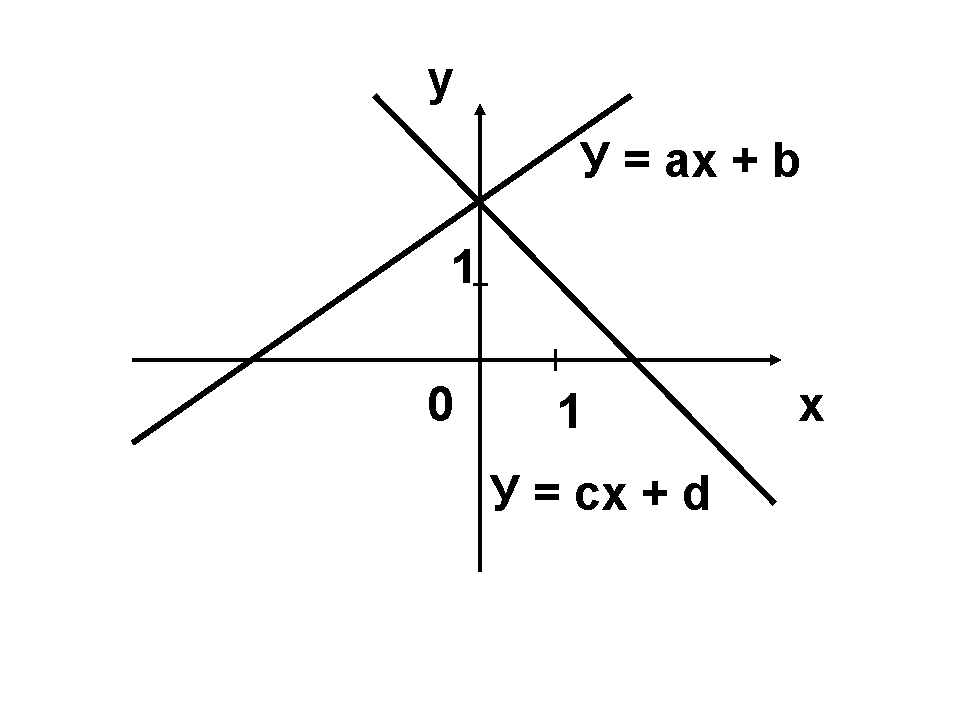 y
У = ax + b
1
0
1
x
У = cx + d